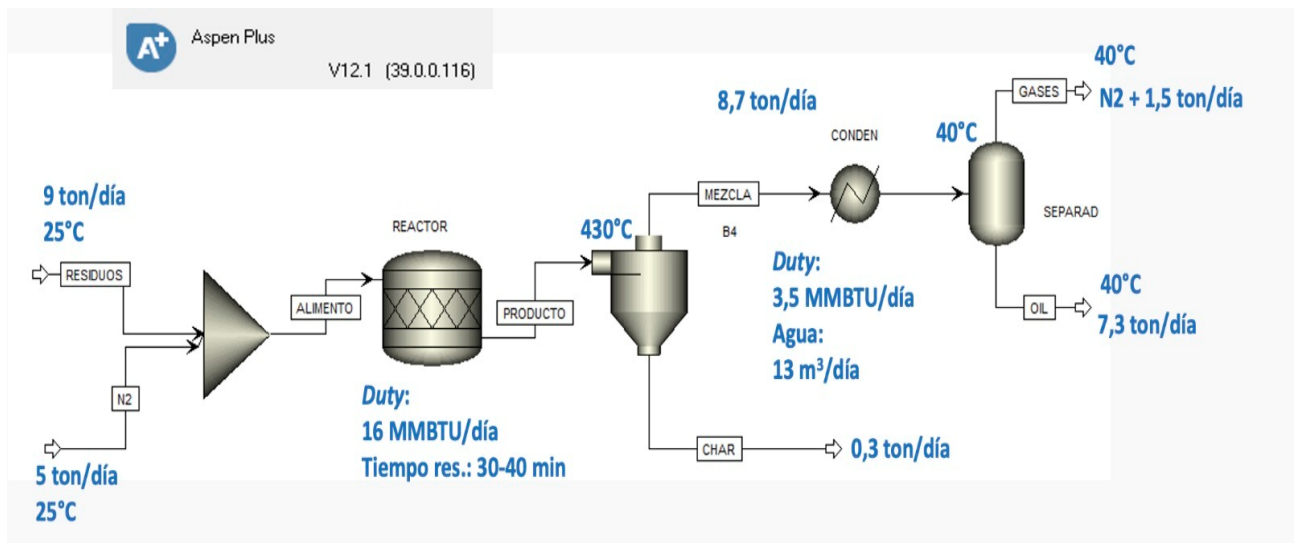 A+
Aspen Plus
V12.1 (39.0.0.116)
40°C
GASES
N2 + 1,5 ton/día
8,7 ton/día
CONDEN
40°C
9 ton/día
25°C
RESIDUOS
REACTOR
430°C
MEZCLA
B4
SEPARAD
ALIMENTO
PRODUCTO
Duty:
3,5 MMBTU/día
Agua:
13 m³/día
40°C
OIL
7,3 ton/día
N2
Duty:
16 MMBTU/día
Tiempo res.: 30-40 min
CHAR
0,3 ton/día
5 ton/día
25°C